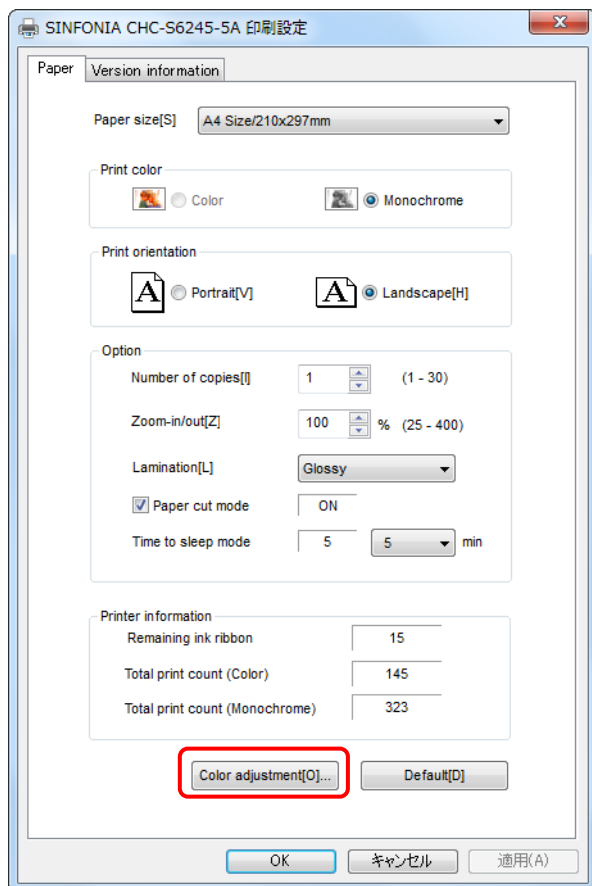 SINFONIA CHC-S6245-5A 印刷設定
Paper Version information
Paper size[S] A4 Size/210x297mm
Print color
Color Monochrome
Print orientation
A Portrait[V] A Landscape[H]
Option
Number of copies[I] 1 (1 - 30)
Zoom-in/out[Z] 100 % (25 - 400)
Lamination[L] Glossy
Paper cut mode ON
Time to sleep mode 5 5 min
Printer information
Remaining ink ribbon 15
Total print count (Color) 145
Total print count (Monochrome) 323
Color adjustment[O]... Default[D]
OK キャンセル 適用(A)